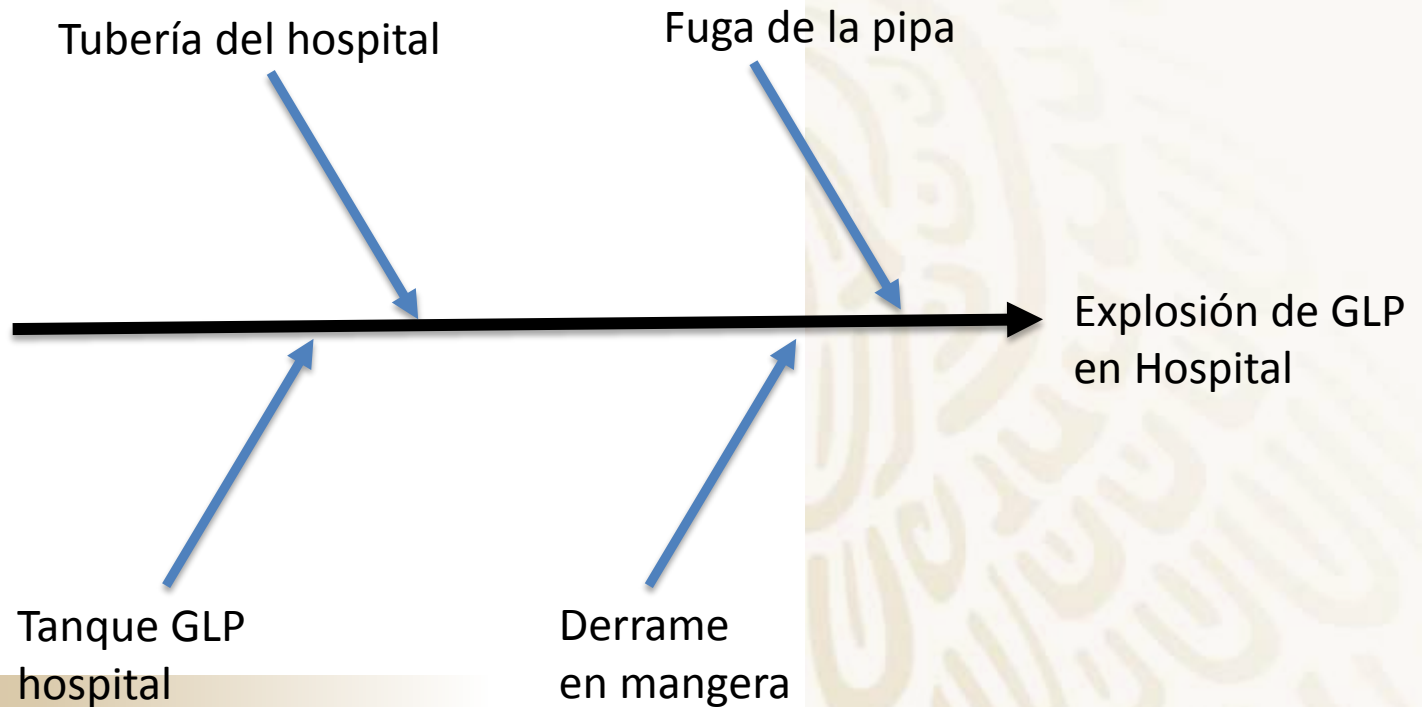 Tubería del hospital
Fuga de la pipa
Explosión de GLP
en Hospital
Tanque GLP
hospital
Derrame
en mangera